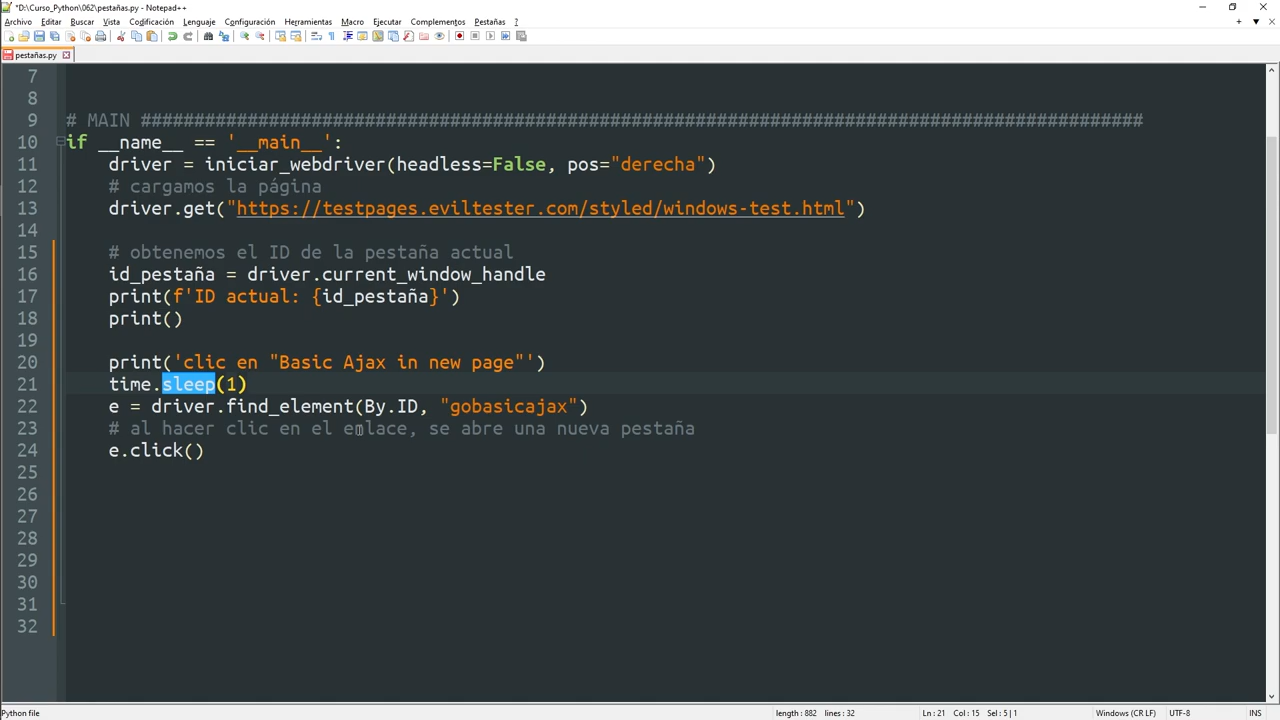 *D:\Curso_Python\062\pestañas.py - Notepad++
Archivo Editar Buscar Vista Codificación Lenguaje Configuración Herramientas Macro Ejecutar Complementos Pestañas ?
pestañas.py
7
8
9 # MAIN ##############################################################################################
10 if __name__ == '__main__':
11 driver = iniciar_webdriver(headless=False, pos="derecha")
12 # cargamos la página
13 driver.get("https://testpages.eviltester.com/styled/windows-test.html")
14
15 # obtenemos el ID de la pestaña actual
16 id_pestaña = driver.current_window_handle
17 print(f'ID actual: {id_pestaña}')
18 print()
19
20 print('clic en "Basic Ajax in new page"')
21 time.sleep(1)
22 e = driver.find_element(By.ID, "gobasicajax")
23 # al hacer clic en el enlace, se abre una nueva pestaña
24 e.click()
25
26
27
28
29
30
31
32
Python file length : 882 lines : 32 Ln : 21 Col : 15 Sel : 5 | 1 Windows (CR LF) UTF-8 INS